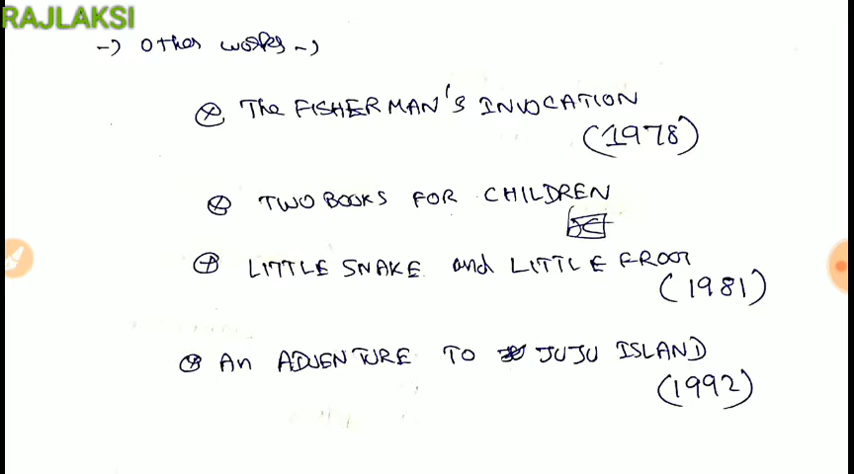 RAJLAKSI
-) Other works -)
The FISHERMAN'S INVOCATION
(1978)
TWO BOOKS FOR CHILDREN
LITTLE SNAKE and LITTLE FROOT
(1981)
An ADVENTURE TO JUJU ISLAND
(1992)